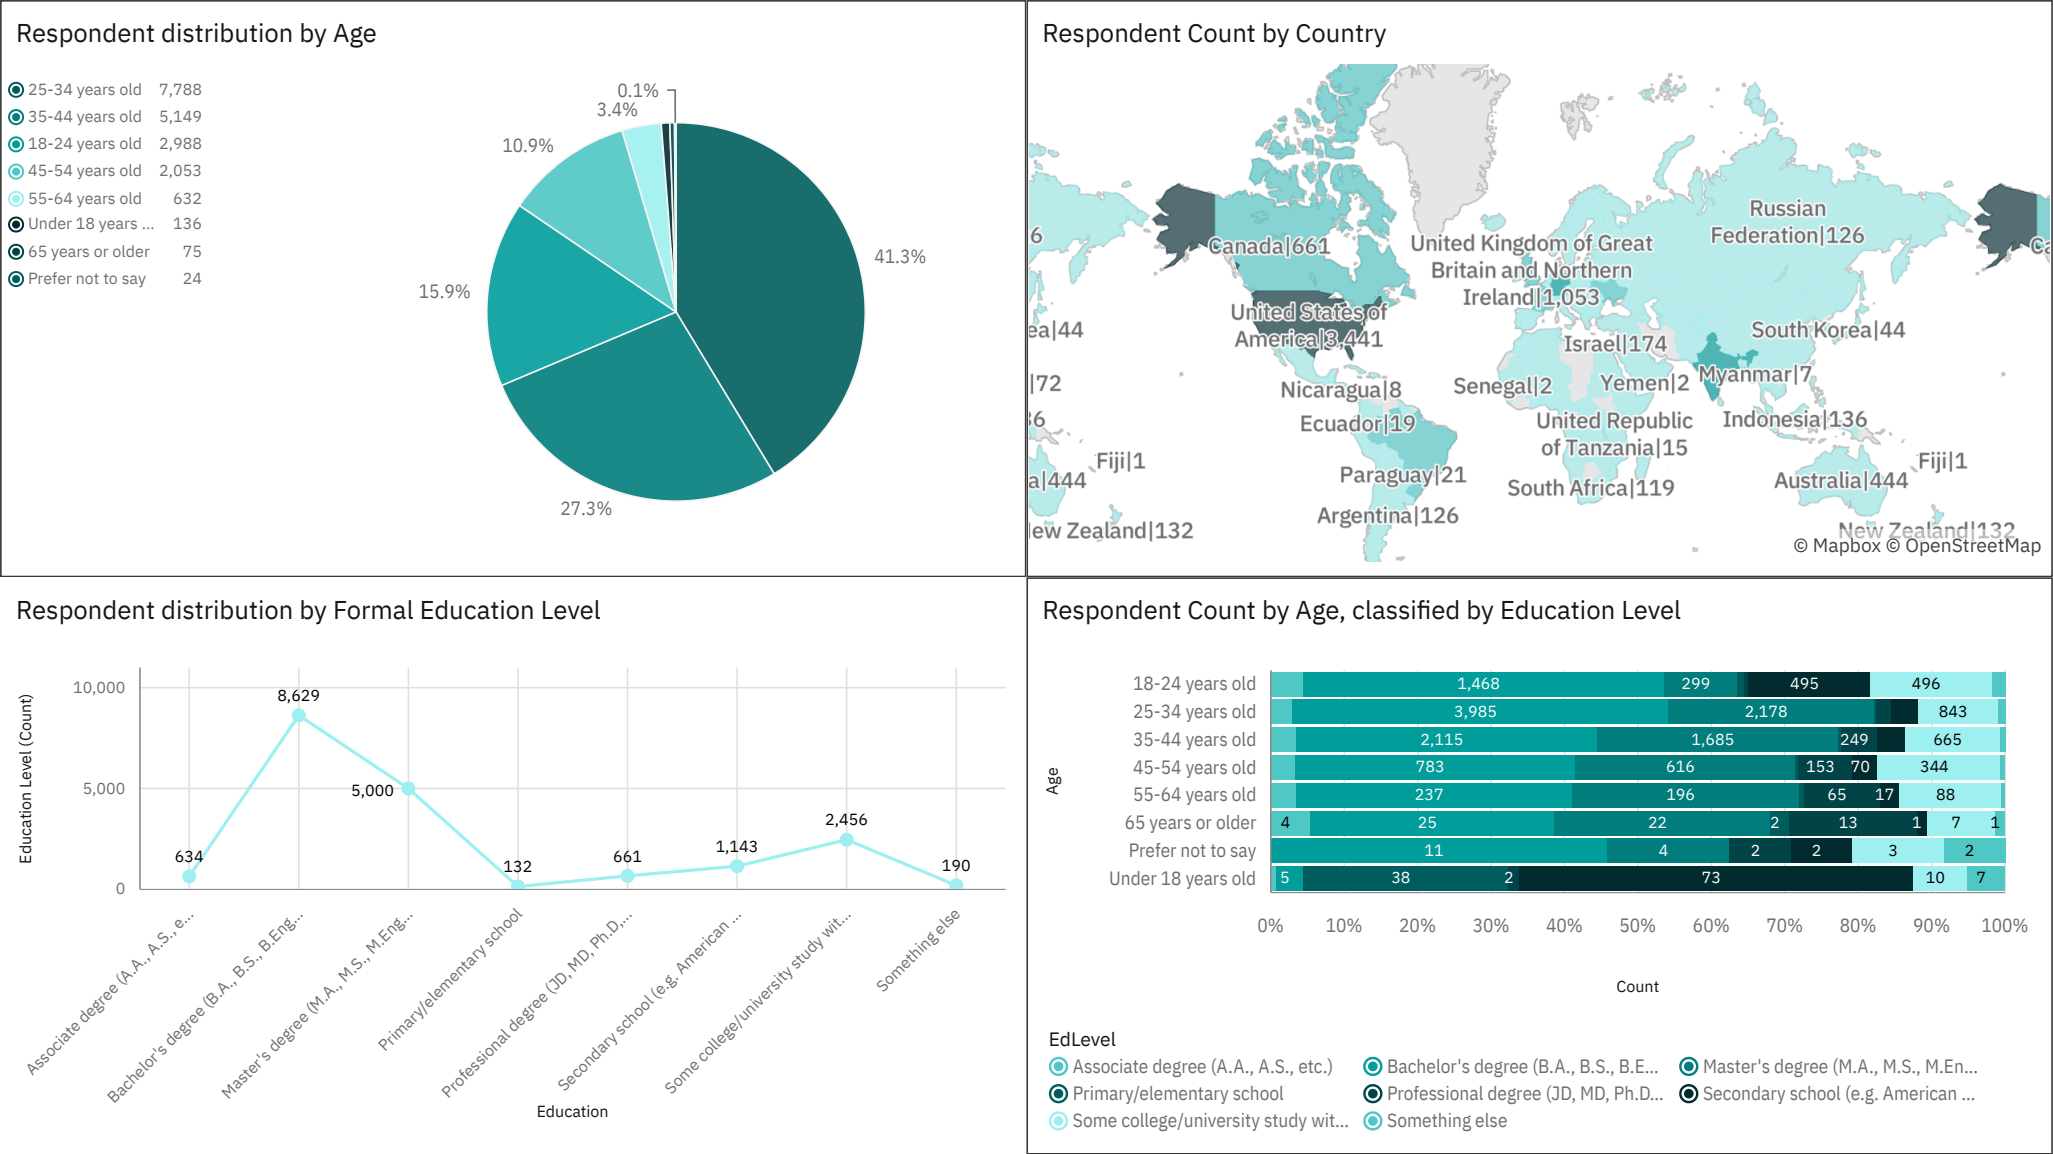 Respondent distribution by Age
25-34 years old 7,788
35-44 years old 5,149
18-24 years old 2,988
45-54 years old 2,053
55-64 years old 632
Under 18 years ... 136
65 years or older 75
Prefer not to say 24
0.1%
3.4%
10.9%
15.9%
27.3%
41.3%
Respondent Count by Country
6
ea|44
|72
36
a|444
ew Zealand|132
Fiji|1
Canada|661
United States of
America|3,441
Nicaragua|8
Ecuador|19
Paraguay|21
Argentina|126
United Kingdom of Great
Britain and Northern
Ireland|1,053
Israel|174
Senegal|2
Yemen|2
United Republic
of Tanzania|15
South Africa|119
Russian
Federation|126
South Korea|44
Myanmar|7
Indonesia|136
Fiji|1
Australia|444
New Zealand|132
Ca
© Mapbox © OpenStreetMap
Respondent distribution by Formal Education Level
Education Level (Count)
10,000
5,000
0
634
8,629
5,000
132
661
1,143
2,456
190
Associate degree (A.A., A.S., e...
Bachelor's degree (B.A., B.S., B.Eng...
Master's degree (M.A., M.S., M.Eng...
Primary/elementary school
Professional degree (JD, MD, Ph.D,...
Secondary school (e.g. American ...
Some college/university study wit...
Something else
Education
Respondent Count by Age, classified by Education Level
Age
18-24 years old 1,468 299 495 496
25-34 years old 3,985 2,178 843
35-44 years old 2,115 1,685 249 665
45-54 years old 783 616 153 70 344
55-64 years old 237 196 65 17 88
65 years or older 4 25 22 2 13 1 7 1
Prefer not to say 11 4 2 2 3 2
Under 18 years old 5 38 2 73 10 7
0% 10% 20% 30% 40% 50% 60% 70% 80% 90% 100%
Count
EdLevel
Associate degree (A.A., A.S., etc.) Bachelor's degree (B.A., B.S., B.E... Master's degree (M.A., M.S., M.En...
Primary/elementary school Professional degree (JD, MD, Ph.D... Secondary school (e.g. American ...
Some college/university study wit... Something else